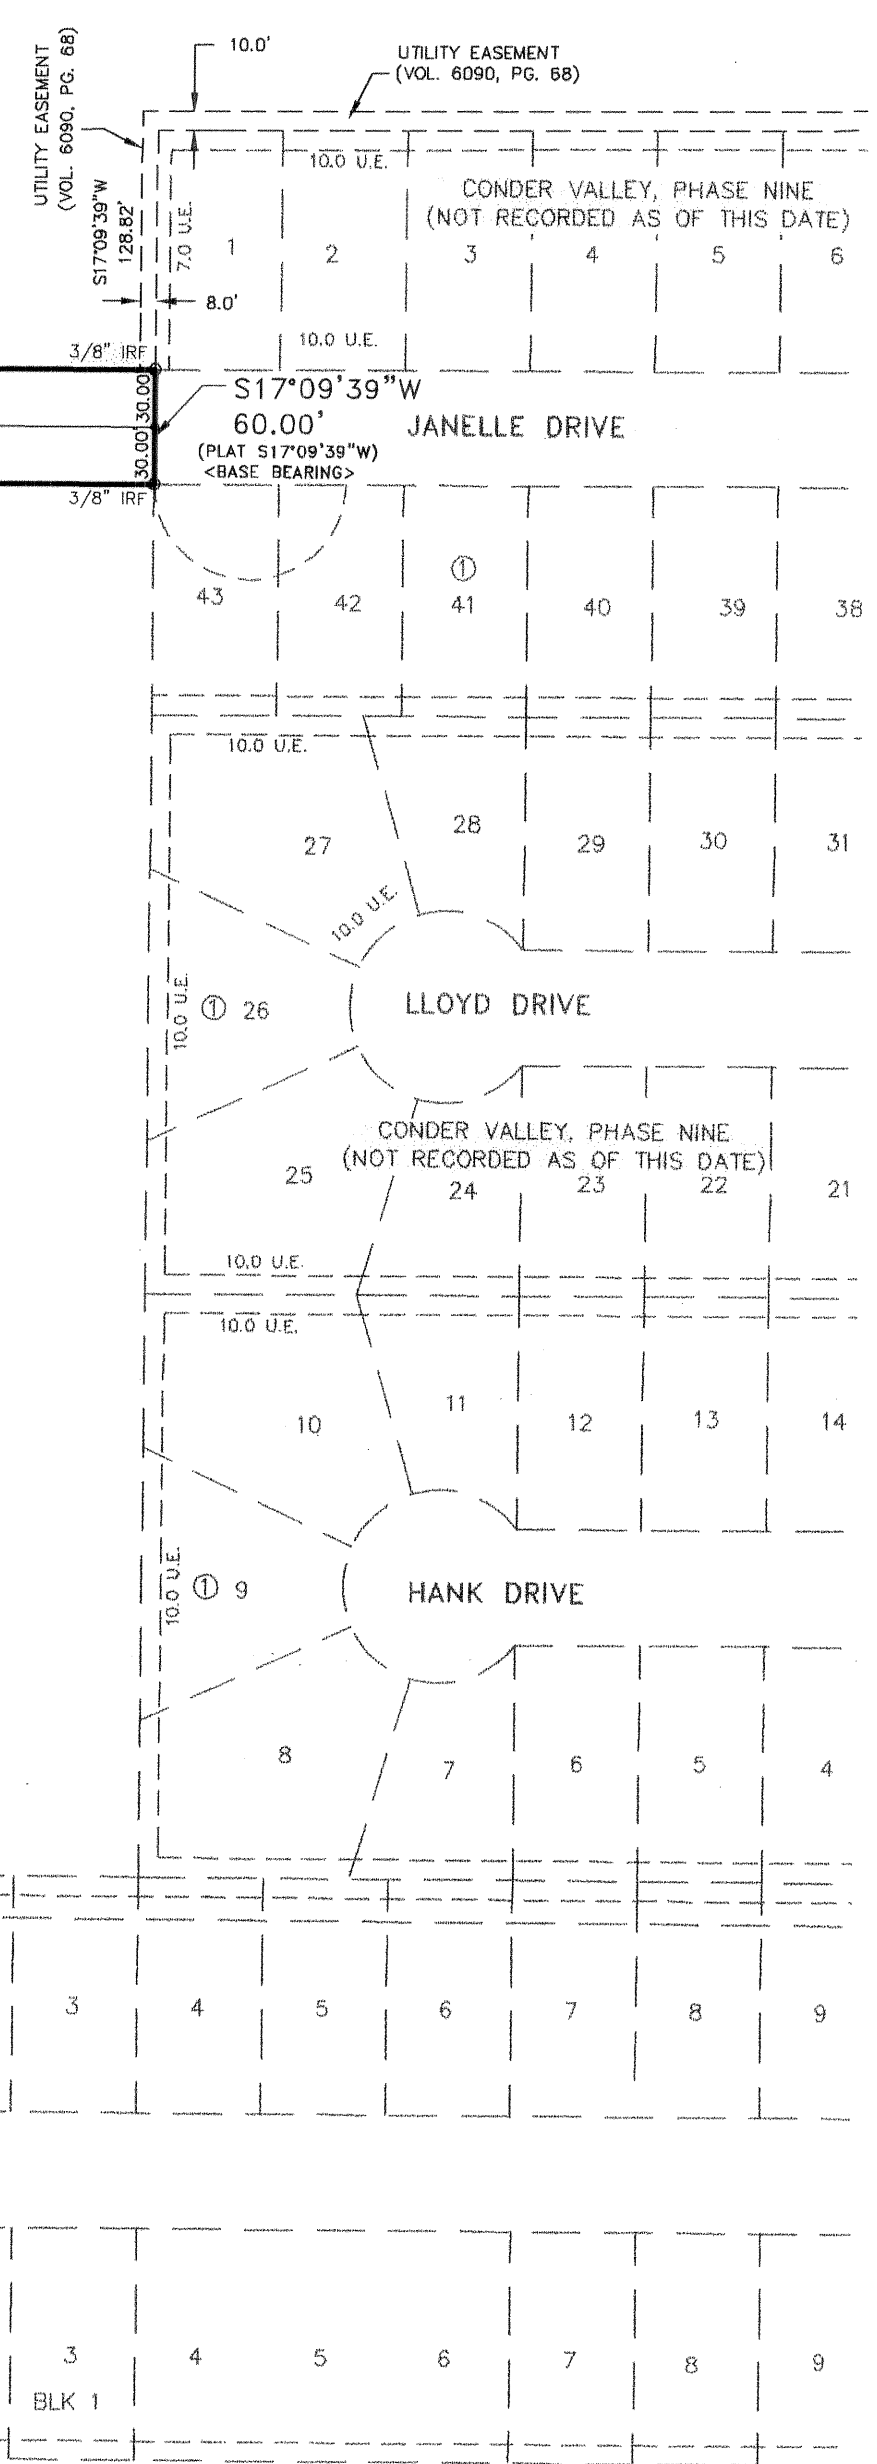 10.0'
UTILITY EASEMENT
(VOL. 6090, PG. 68)
UTILITY EASEMENT
(VOL. 6090, PG. 68)
S17°09'39"W
128.82'
7.0 U.E.
10.0 U.E.
CONDER VALLEY, PHASE NINE
(NOT RECORDED AS OF THIS DATE)
1 2 3 4 5 6
8.0'
10.0 U.E.
3/8" IRF
30.00
30.00
S17°09'39"W
60.00'
(PLAT S17°09'39"W)
<BASE BEARING>
JANELLE DRIVE
3/8" IRF
1
43 42 41 40 39 38
10.0 U.E.
27 28 29 30 31
10.0 U.E.
10.0 U.E.
1 26
LLOYD DRIVE
CONDER VALLEY, PHASE NINE
(NOT RECORDED AS OF THIS DATE)
25 24 23 22 21
10.0 U.E.
10.0 U.E.
10 11 12 13 14
10.0 U.E.
1 9
HANK DRIVE
8 7 6 5 4
3 4 5 6 7 8 9
3 4 5 6 7 8 9
BLK 1